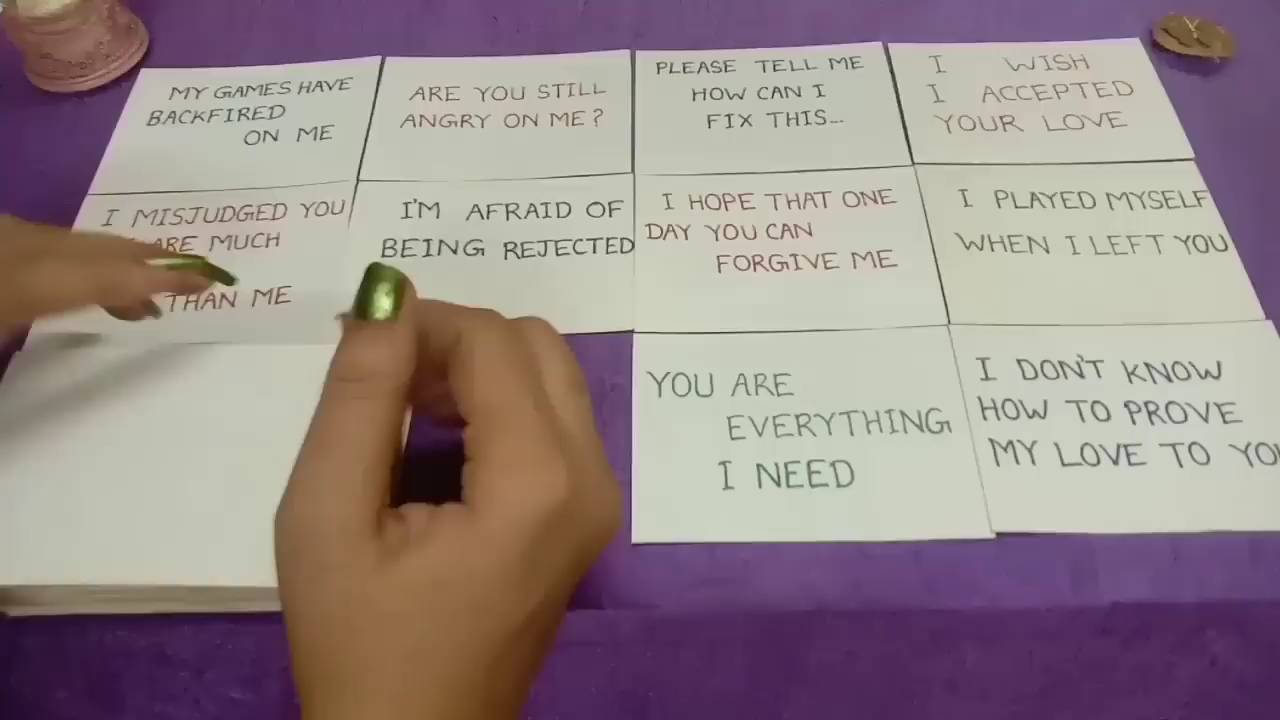 MY GAMES HAVE
BACKFIRED
ON ME
ARE YOU STILL
ANGRY ON ME?
PLEASE TELL ME
HOW CAN I
FIX THIS...
I WISH
I ACCEPTED
YOUR LOVE
I MISJUDGED YOU
ARE MUCH
THAN ME
I'M AFRAID OF
BEING REJECTED
I HOPE THAT ONE
DAY YOU CAN
FORGIVE ME
I PLAYED MYSELF
WHEN I LEFT YOU
YOU ARE
EVERYTHING
I NEED
I DON'T KNOW
HOW TO PROVE
MY LOVE TO